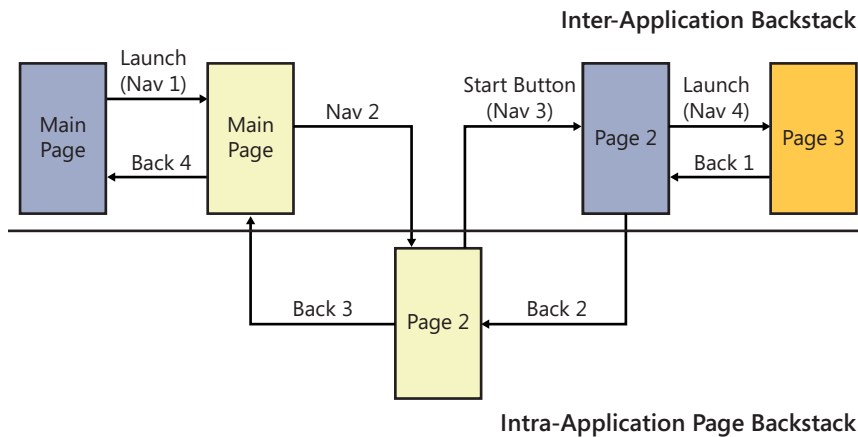 Inter-Application Backstack
Launch
(Nav 1)
Main
Page
Main
Page
Back 4
Nav 2
Start Button
(Nav 3)
Page 2
Launch
(Nav 4)
Page 3
Back 1
Back 3
Page 2
Back 2
Intra-Application Page Backstack